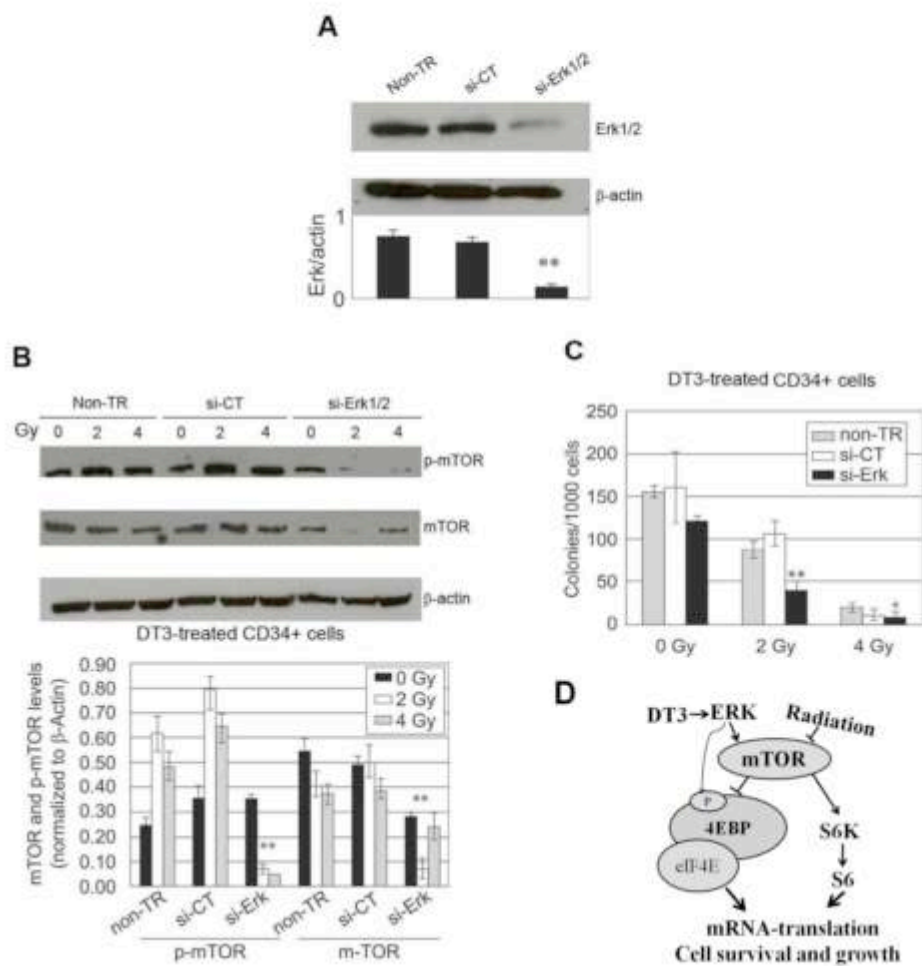 A
Non-TR si-CT si-Erk1/2
Erk1/2
β-actin
1
Erk/actin
**
0
B
Non-TR si-CT si-Erk1/2
Gy 0 2 4 0 2 4 0 2 4
p-mTOR
mTOR
β-actin
DT3-treated CD34+ cells
mTOR and p-mTOR levels
(normalized to β-Actin)
0.90
0.80
0.70
0.60
0.50
0.40
0.30
0.20
0.10
0.00
0 Gy
2 Gy
4 Gy
**
**
non-TR si-CT si-Erk non-TR si-CT si-Erk
p-mTOR m-TOR
C
DT3-treated CD34+ cells
Colonies/1000 cells
250
200
150
100
50
0
non-TR
si-CT
si-Erk
**
*
0 Gy 2 Gy 4 Gy
D
DT3→ERK Radiation
mTOR
P
4EBP
eIF4E
S6K
S6
mRNA-translation
Cell survival and growth